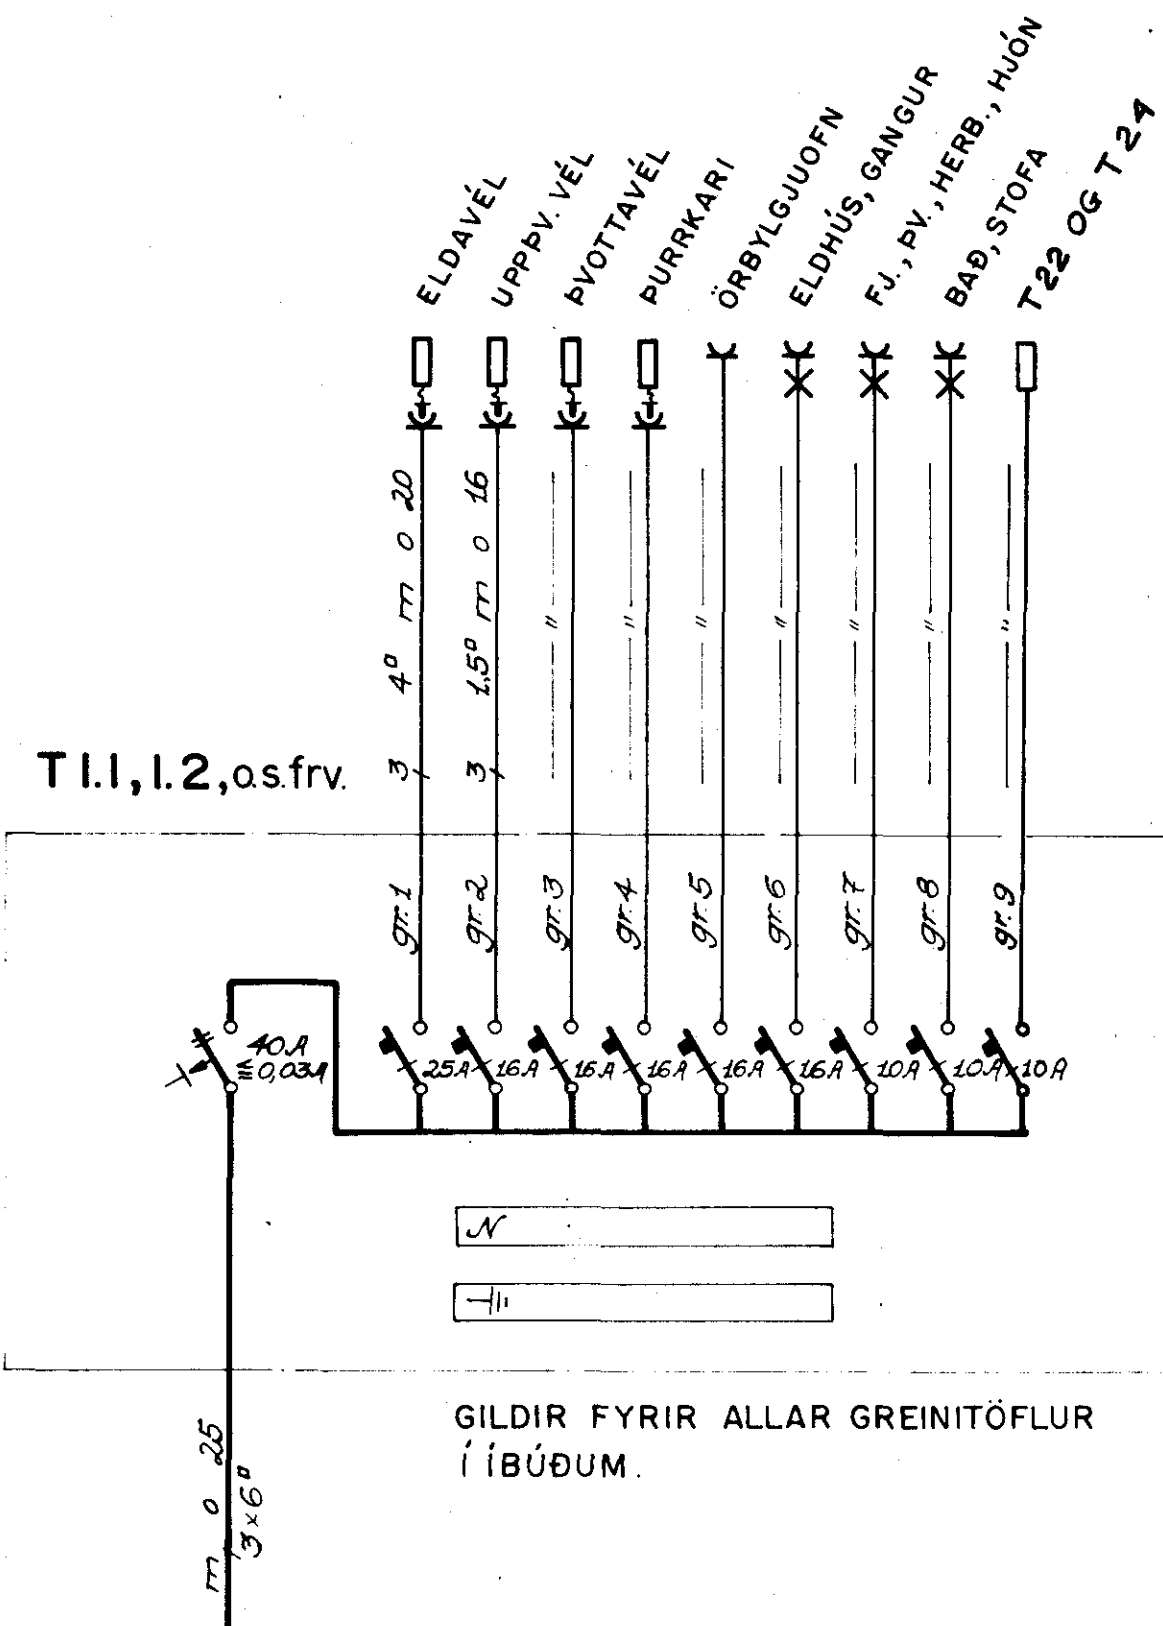 ELDAVÉL
UPPÞV. VÉL
ÞVOTTAVÉL
ÞURRKARI
ÖRBYLGJUOFN
ELDHÚS, GANGUR
FJ., ÞV., HERB., HJÓN
BAÐ, STOFA
T22 OG T24
3 4▫ m o 20
3 1,5▫ m o 16
"
"
"
"
"
"
"
T 1.1, 1.2, o.s.frv.
gr. 1
gr. 2
gr. 3
gr. 4
gr. 5
gr. 6
gr. 7
gr. 8
gr. 9
40A
0,03A
25A
16A
16A
16A
16A
16A
10A
10A
10A
N
GILDIR FYRIR ALLAR GREINITÖFLUR
Í ÍBÚÐUM.
m o 25
3x6▫